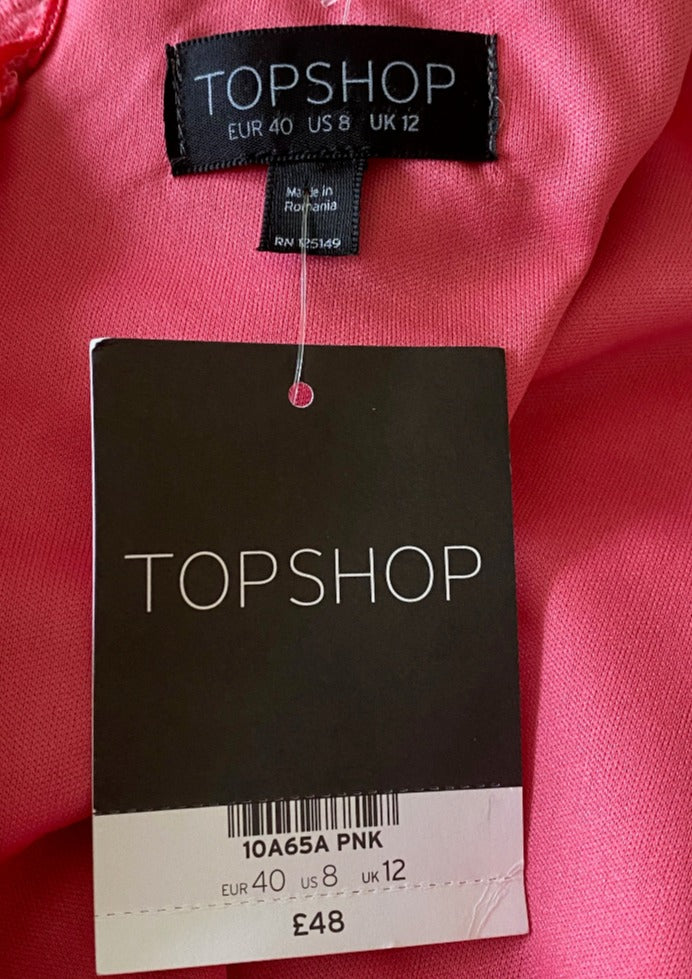 TOPSHOP
EUR 40 US 8 UK 12
Made in
Romania
RN 125149
TOPSHOP
10A65A PNK
EUR 40 US 8 UK 12
£48